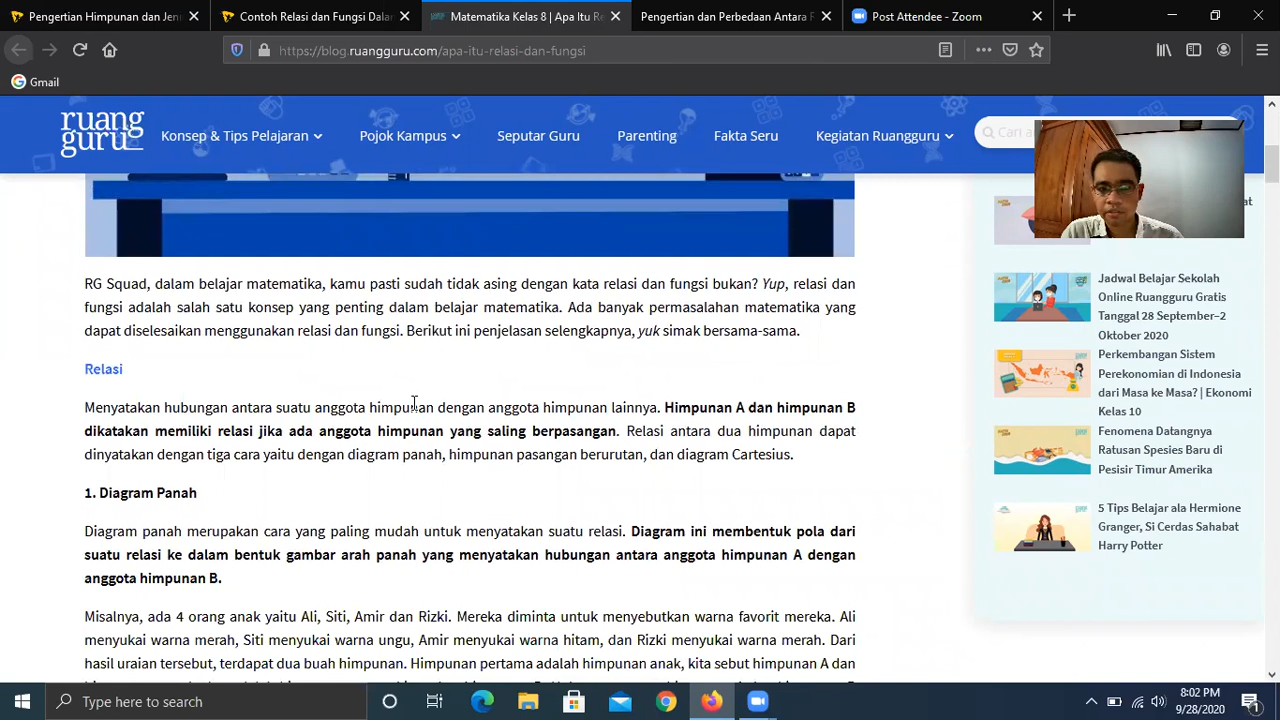 Pengertian Himpunan dan Jenn
Contoh Relasi dan Fungsi Dalar
Matematika Kelas 8 | Apa Itu Re
Pengertian dan Perbedaan Antara
Post Attendee - Zoom
https://blog.ruangguru.com/apa-itu-relasi-dan-fungsi
Gmail
ruang
guru
Konsep & Tips Pelajaran
Pojok Kampus
Seputar Guru
Parenting
Fakta Seru
Kegiatan Ruangguru
Cari
RG Squad, dalam belajar matematika, kamu pasti sudah tidak asing dengan kata relasi dan fungsi bukan? Yup, relasi dan
fungsi adalah salah satu konsep yang penting dalam belajar matematika. Ada banyak permasalahan matematika yang
dapat diselesaikan menggunakan relasi dan fungsi. Berikut ini penjelasan selengkapnya, yuk simak bersama-sama.
Relasi
Menyatakan hubungan antara suatu anggota himpunan dengan anggota himpunan lainnya. Himpunan A dan himpunan B
dikatakan memiliki relasi jika ada anggota himpunan yang saling berpasangan. Relasi antara dua himpunan dapat
dinyatakan dengan tiga cara yaitu dengan diagram panah, himpunan pasangan berurutan, dan diagram Cartesius.
1. Diagram Panah
Diagram panah merupakan cara yang paling mudah untuk menyatakan suatu relasi. Diagram ini membentuk pola dari
suatu relasi ke dalam bentuk gambar arah panah yang menyatakan hubungan antara anggota himpunan A dengan
anggota himpunan B.
Misalnya, ada 4 orang anak yaitu Ali, Siti, Amir dan Rizki. Mereka diminta untuk menyebutkan warna favorit mereka. Ali
menyukai warna merah, Siti menyukai warna ungu, Amir menyukai warna hitam, dan Rizki menyukai warna merah. Dari
hasil uraian tersebut, terdapat dua buah himpunan. Himpunan pertama adalah himpunan anak, kita sebut himpunan A dan
at
Jadwal Belajar Sekolah
Online Ruangguru Gratis
Tanggal 28 September–2
Oktober 2020
Perkembangan Sistem
Perekonomian di Indonesia
dari Masa ke Masa? | Ekonomi
Kelas 10
Fenomena Datangnya
Ratusan Spesies Baru di
Pesisir Timur Amerika
5 Tips Belajar ala Hermione
Granger, Si Cerdas Sahabat
Harry Potter
Type here to search
8:02 PM
9/28/2020
1